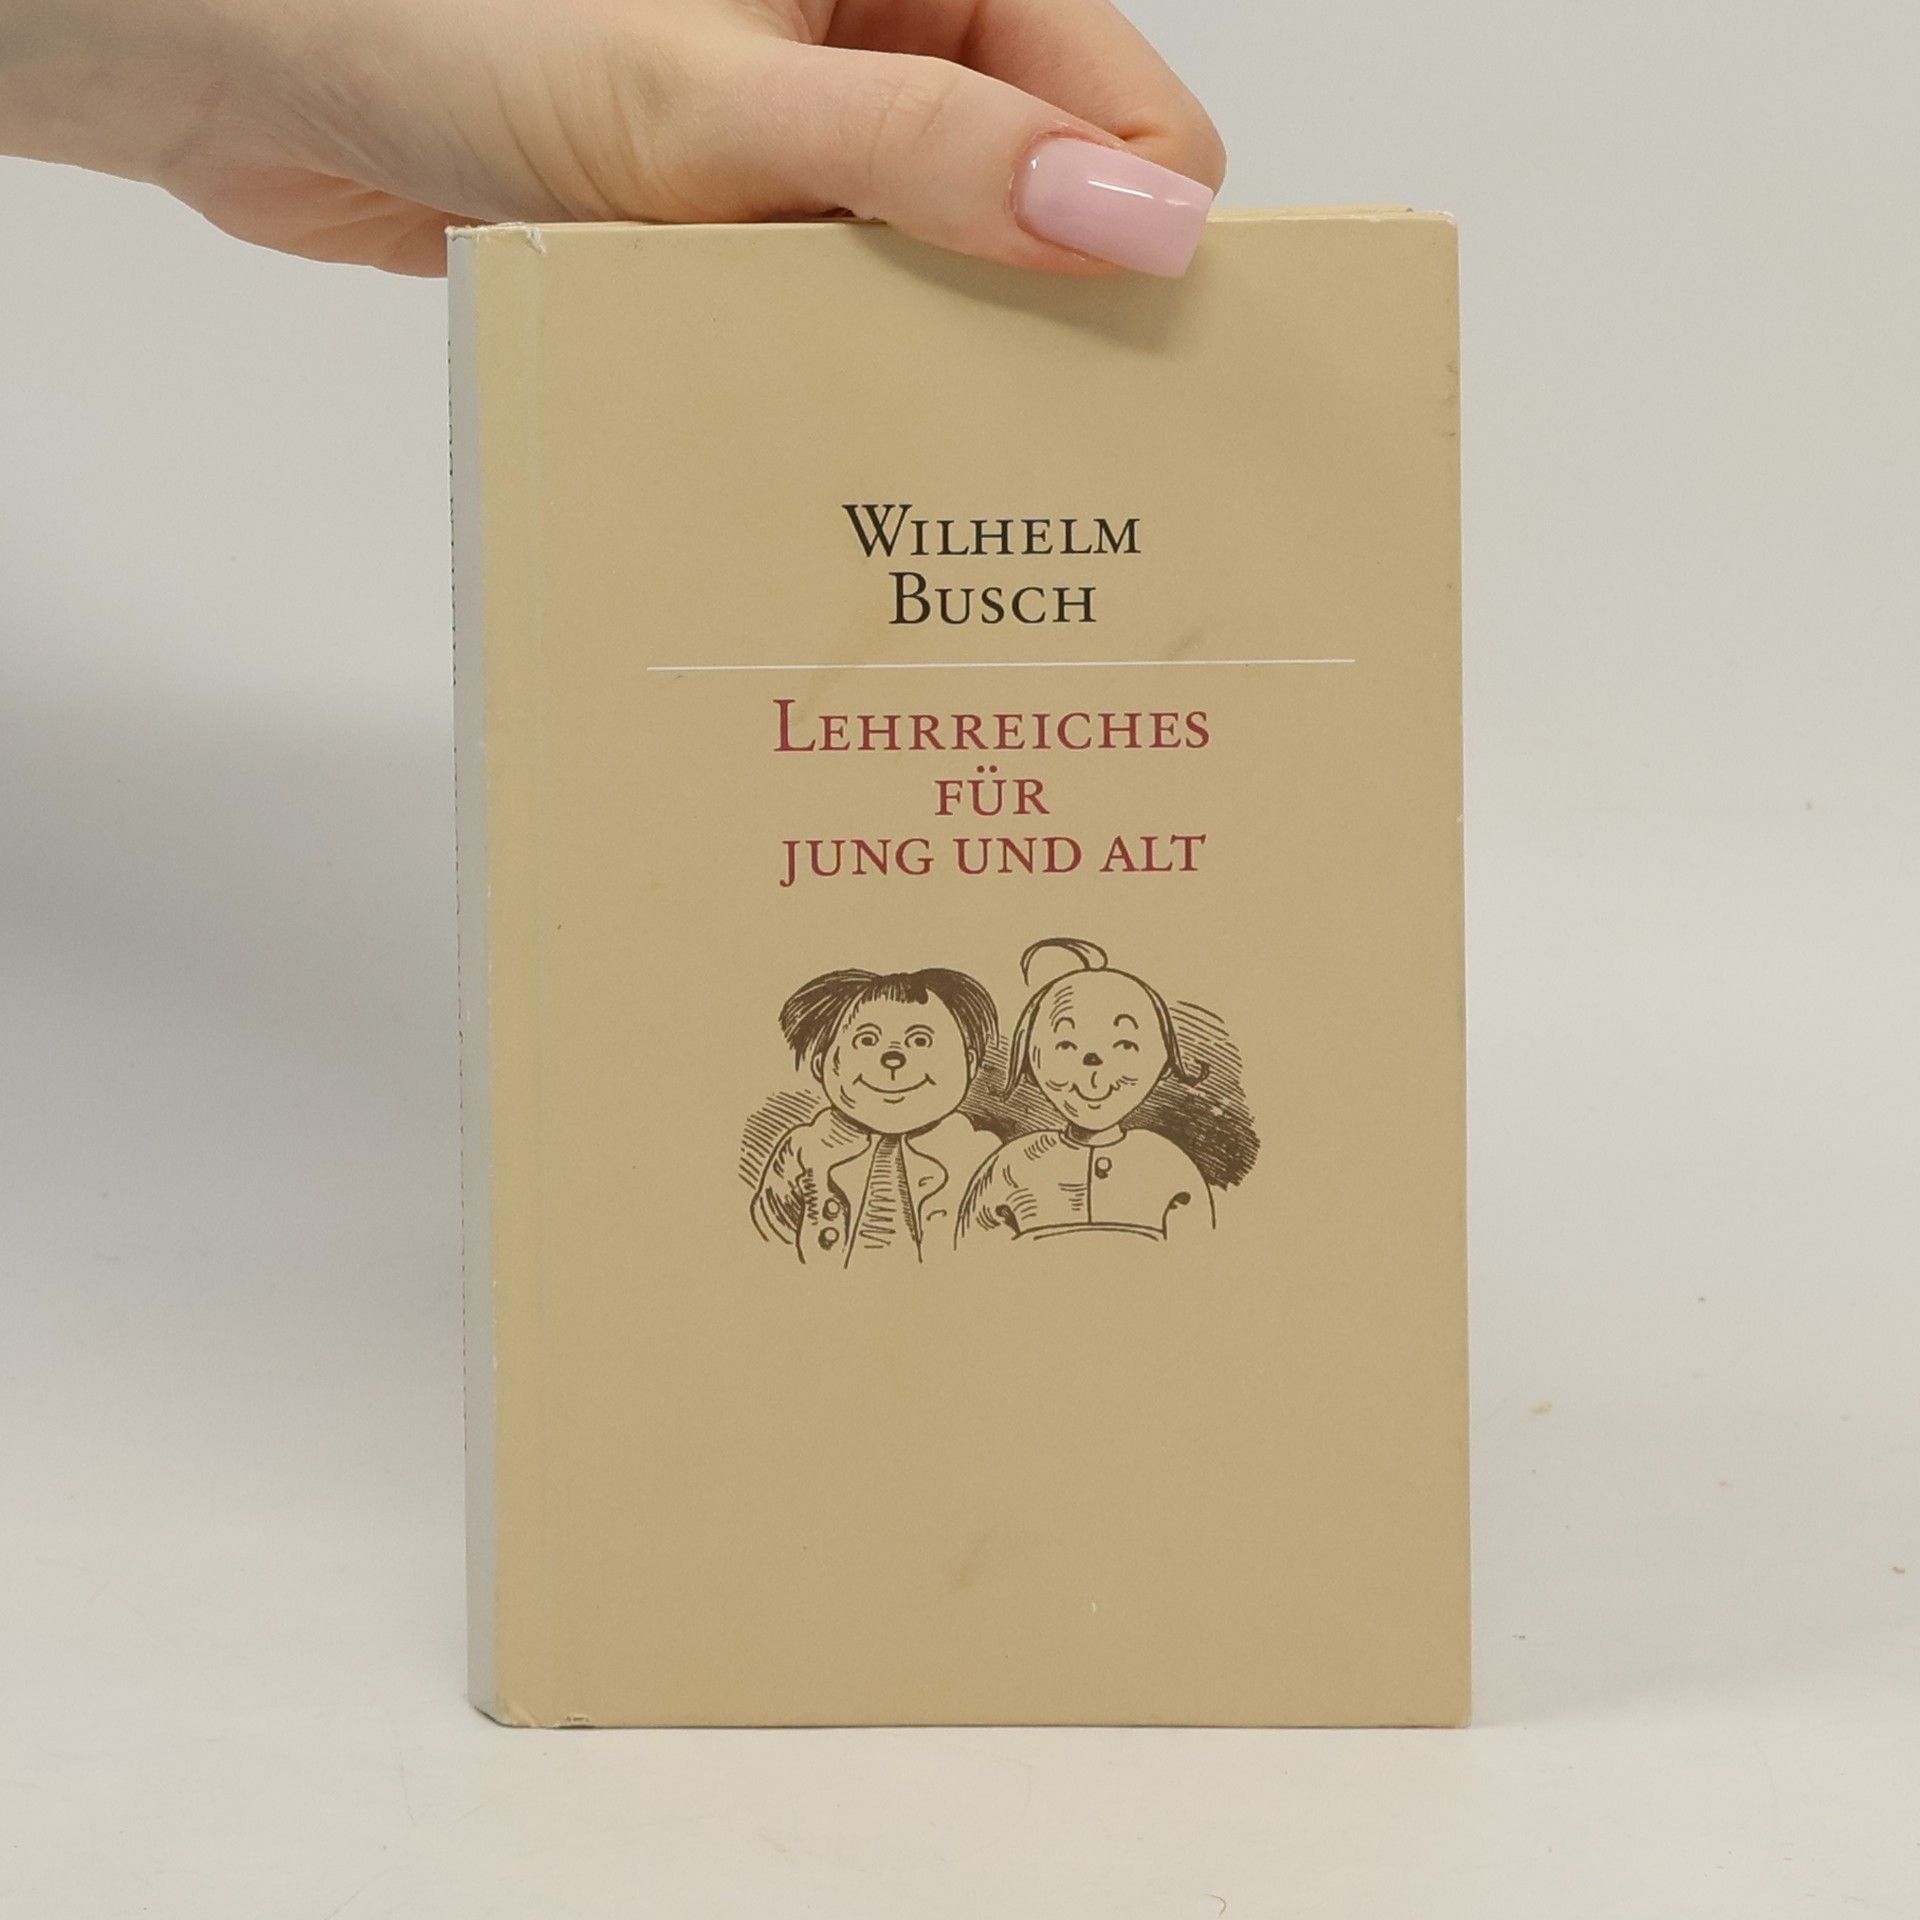 WILHELM
BUSCH
LEHRREICHES
FÜR
JUNG UND ALT